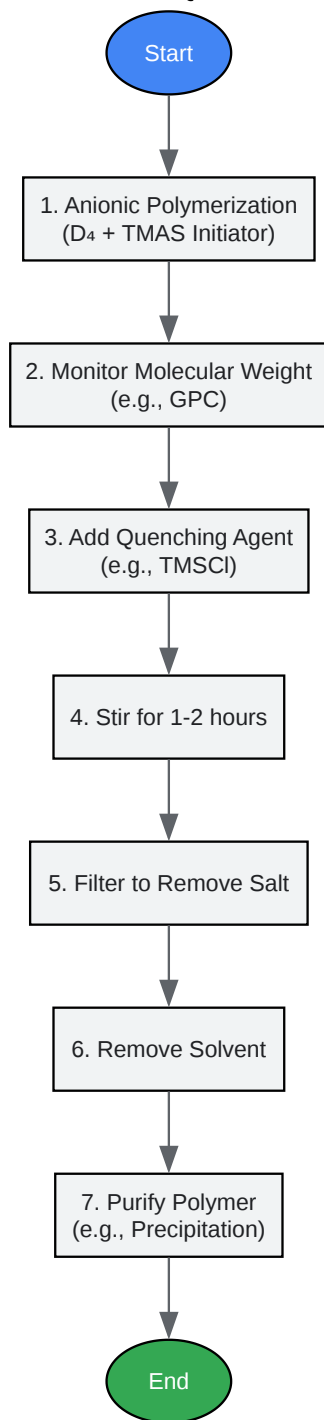 Start
1. Anionic Polymerization
(D₄ + TMAS Initiator)
2. Monitor Molecular Weight
(e.g., GPC)
3. Add Quenching Agent
(e.g., TMSCl)
4. Stir for 1-2 hours
5. Filter to Remove Salt
6. Remove Solvent
7. Purify Polymer
(e.g., Precipitation)
End